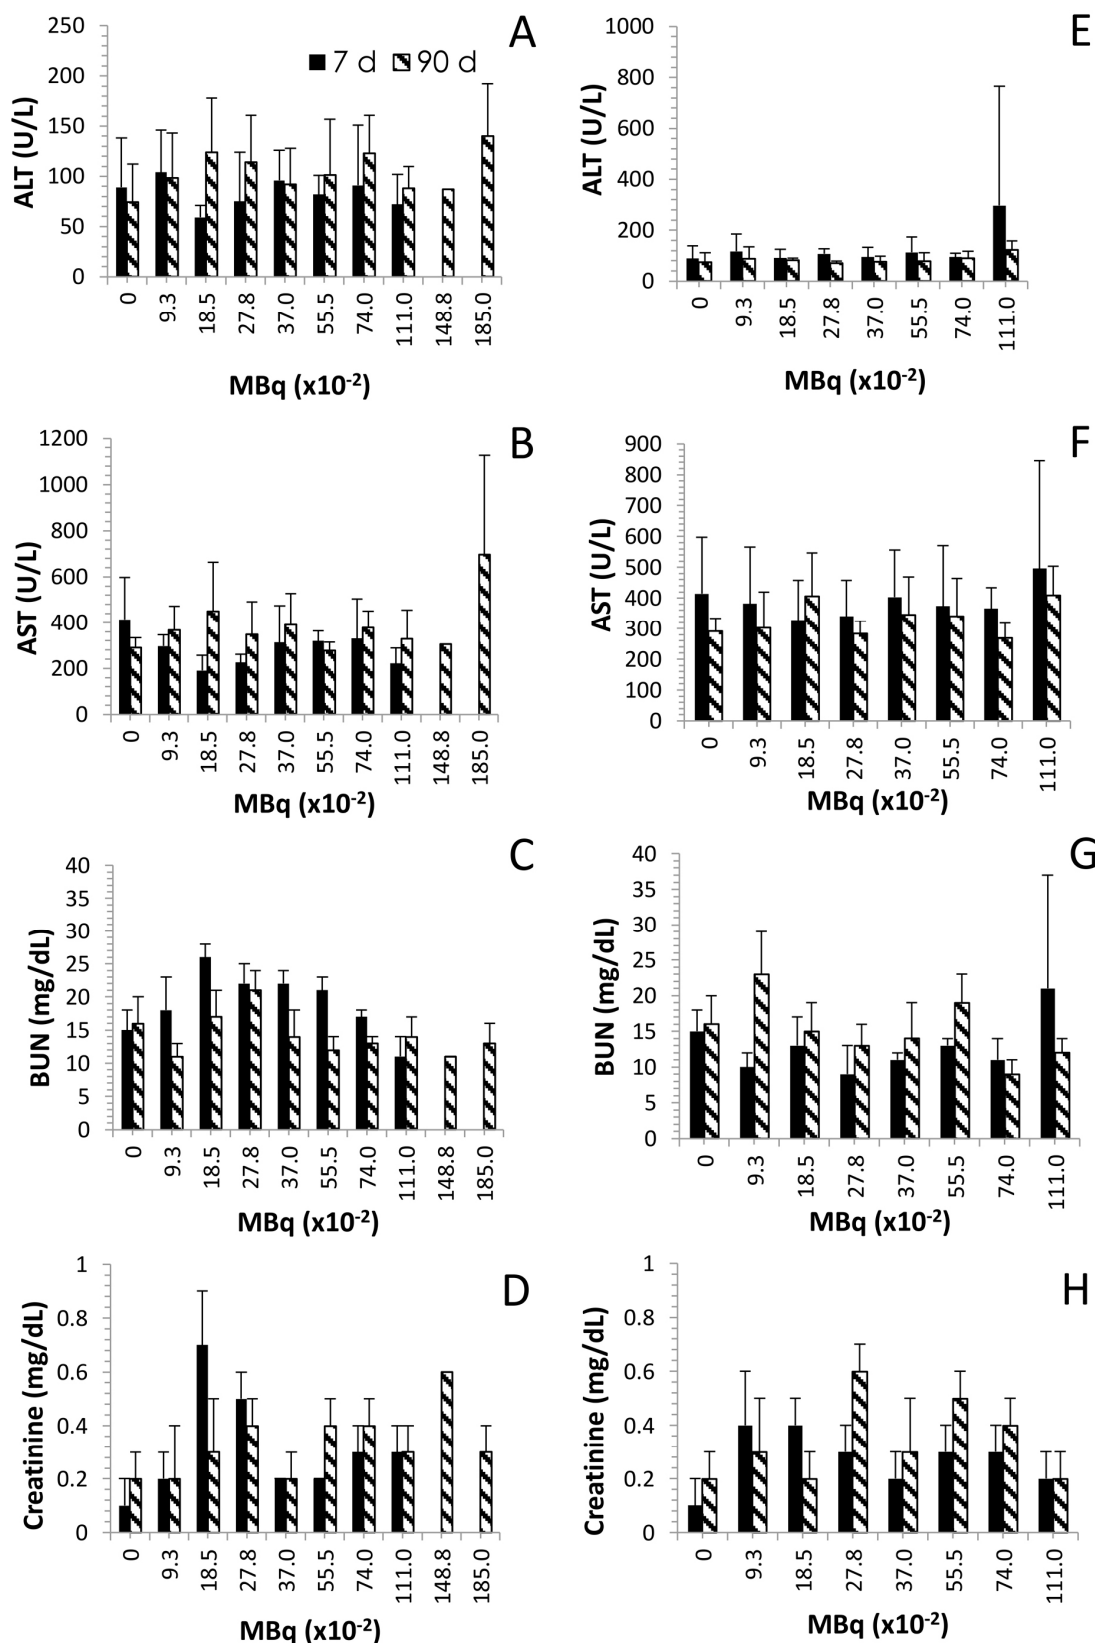 A
250
200
150
100
50
0
ALT (U/L)
7 d 90 d
0 9.3 18.5 27.8 37.0 55.5 74.0 111.0 148.8 185.0
MBq (x10⁻²)
E
1000
800
600
400
200
0
ALT (U/L)
0 9.3 18.5 27.8 37.0 55.5 74.0 111.0
MBq (x10⁻²)
B
1200
1000
800
600
400
200
0
AST (U/L)
0 9.3 18.5 27.8 37.0 55.5 74.0 111.0 148.8 185.0
MBq (x10⁻²)
F
900
800
700
600
500
400
300
200
100
0
AST (U/L)
0 9.3 18.5 27.8 37.0 55.5 74.0 111.0
MBq (x10⁻²)
C
40
35
30
25
20
15
10
5
0
BUN (mg/dL)
0 9.3 18.5 27.8 37.0 55.5 74.0 111.0 148.8 185.0
MBq (x10⁻²)
G
40
35
30
25
20
15
10
5
0
BUN (mg/dL)
0 9.3 18.5 27.8 37.0 55.5 74.0 111.0
MBq (x10⁻²)
D
1
0.8
0.6
0.4
0.2
0
Creatinine (mg/dL)
0 9.3 18.5 27.8 37.0 55.5 74.0 111.0 148.8 185.0
MBq (x10⁻²)
H
1
0.8
0.6
0.4
0.2
0
Creatinine (mg/dL)
0 9.3 18.5 27.8 37.0 55.5 74.0 111.0
MBq (x10⁻²)